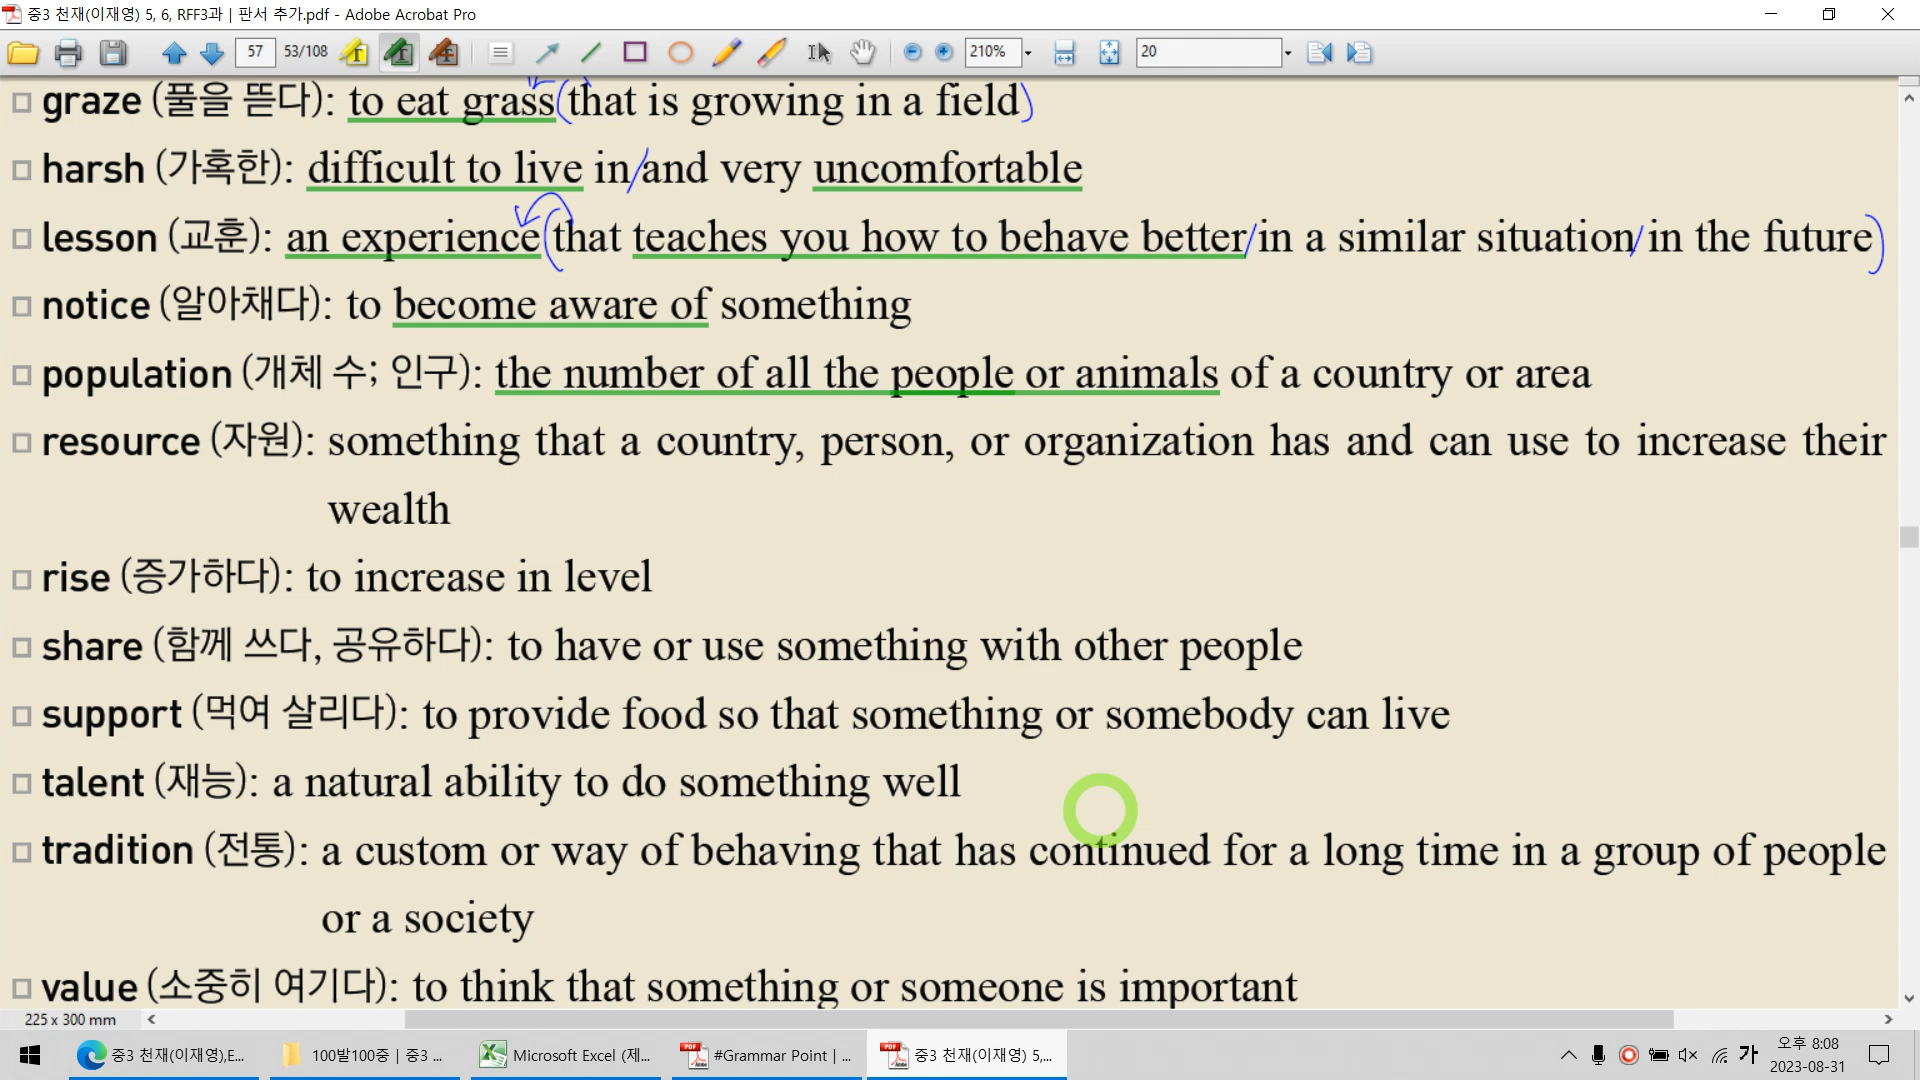 중3 천재(이재영) 5, 6, RFF3과 | 판서 추가.pdf - Adobe Acrobat Pro
57 53/108 210% 20
graze (풀을 뜯다): to eat grass (that is growing in a field)
harsh (가혹한): difficult to live in/and very uncomfortable
lesson (교훈): an experience (that teaches you how to behave better/in a similar situation/in the future)
notice (알아채다): to become aware of something
population (개체 수; 인구): the number of all the people or animals of a country or area
resource (자원): something that a country, person, or organization has and can use to increase their
wealth
rise (증가하다): to increase in level
share (함께 쓰다, 공유하다): to have or use something with other people
support (먹여 살리다): to provide food so that something or somebody can live
talent (재능): a natural ability to do something well
tradition (전통): a custom or way of behaving that has continued for a long time in a group of people
or a society
value (소중히 여기다): to think that something or someone is important
225 x 300 mm
중3 천재(이재영),E... 100발100중 | 중3 ... Microsoft Excel (제... #Grammar Point | ... 중3 천재(이재영) 5,... 가 오후 8:08
2023-08-31